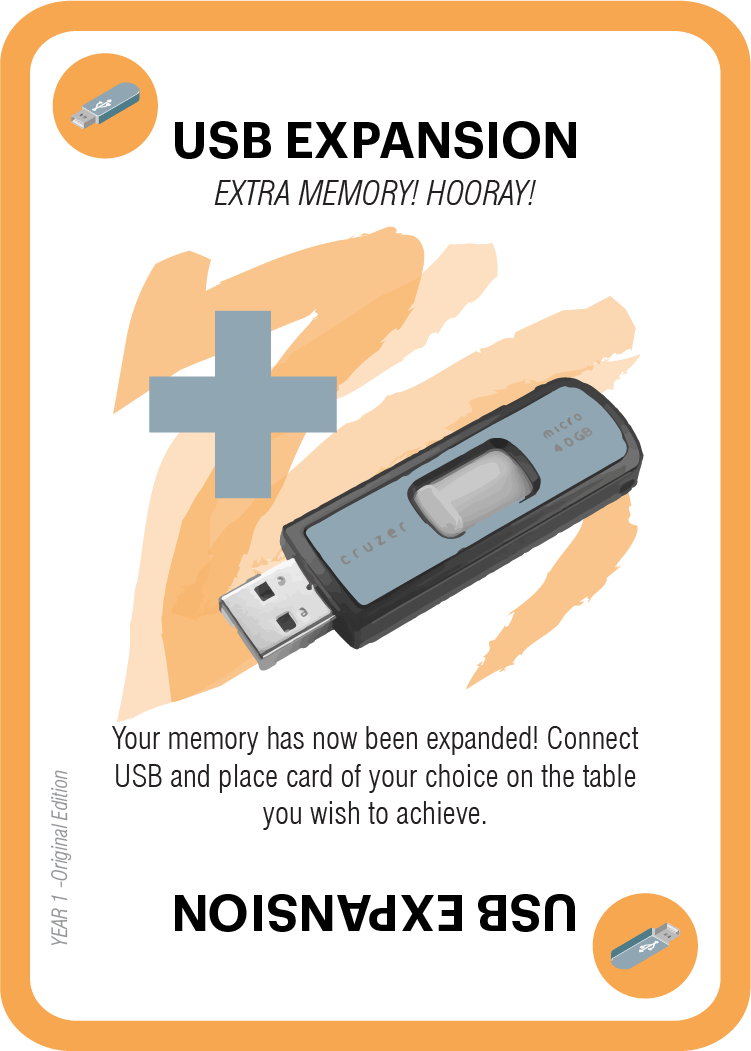 USB EXPANSION
EXTRA MEMORY! HOORAY!
micro
4.0GB
cruzer
Your memory has now been expanded! Connect
USB and place card of your choice on the table
you wish to achieve.
YEAR 1 -Original Edition
USB EXPANSION